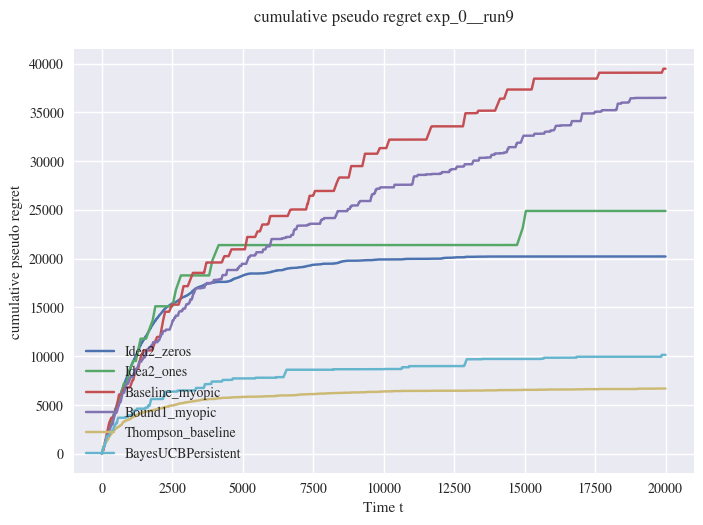 cumulative pseudo regret exp_0__run9
cumulative pseudo regret
40000
35000
30000
25000
20000
15000
10000
5000
0
Idea2_zeros
Idea2_ones
Baseline_myopic
Bound1_myopic
Thompson_baseline
BayesUCBPersistent
0 2500 5000 7500 10000 12500 15000 17500 20000
Time t